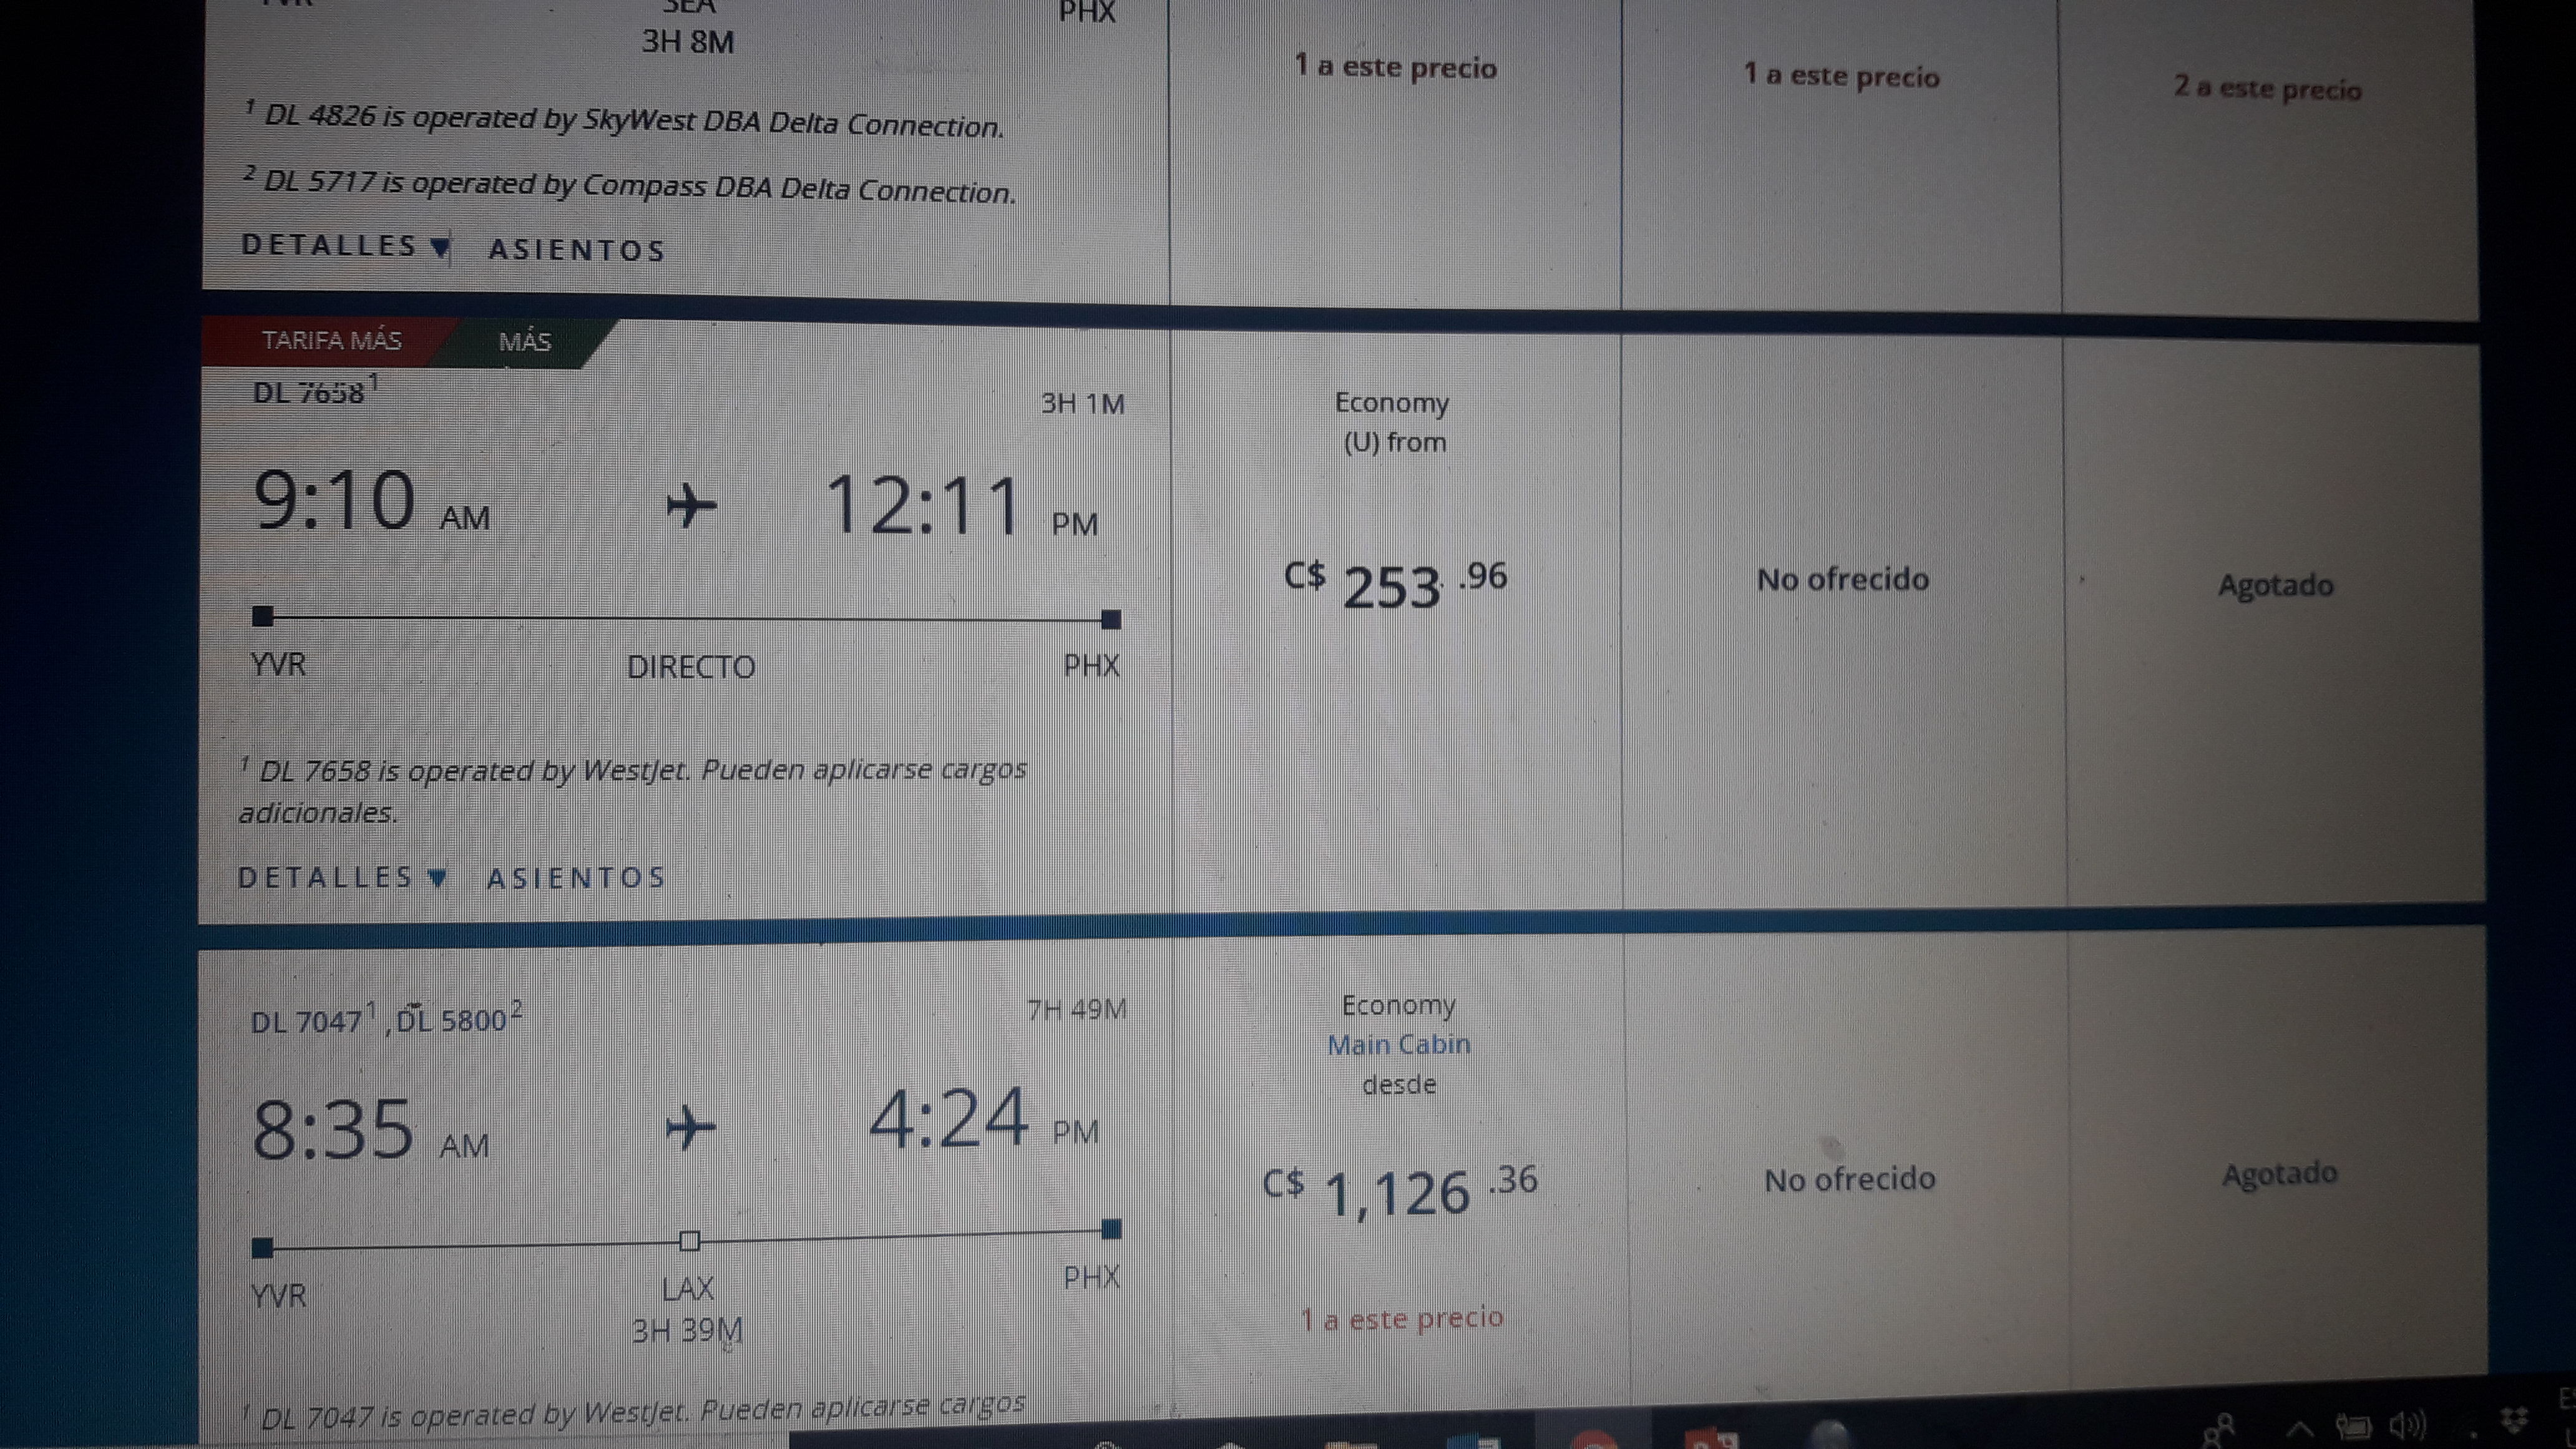 SEA
PHX
3H 8M
1 a este precio
1 a este precio
2 a este precio
1 DL 4826 is operated by SkyWest DBA Delta Connection.
2 DL 5717 is operated by Compass DBA Delta Connection.
DETALLES ▼ ASIENTOS
TARIFA MÁS MÁS
DL 7658 1
3H 1M
Economy
(U) from
9:10 AM
12:11 PM
C$ 253 .96
No ofrecido
Agotado
YVR
DIRECTO
PHX
1 DL 7658 is operated by WestJet. Pueden aplicarse cargos
adicionales.
DETALLES ▼ ASIENTOS
DL 7047 1 , DL 5800 2
7H 49M
Economy
Main Cabin
desde
8:35 AM
4:24 PM
C$ 1,126 .36
No ofrecido
Agotado
YVR
LAX
PHX
3H 39M
1 a este precio
1 DL 7047 is operated by WestJet. Pueden aplicarse cargos